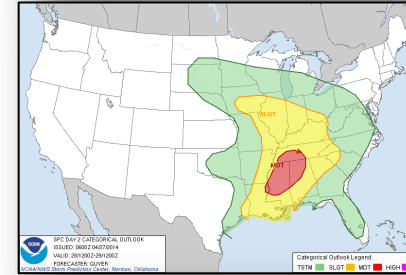 SLGT
MDT
SPC DAY 2 CATEGORICAL OUTLOOK
ISSUED: 0600Z 04/27/2014
VALID: 28/1200Z-29/1200Z
FORECASTER: GUYER
NOAA/NWS Storm Prediction Center, Norman, Oklahoma
NOAA
Categorical Outlook Legend:
TSTM SLGT MDT HIGH